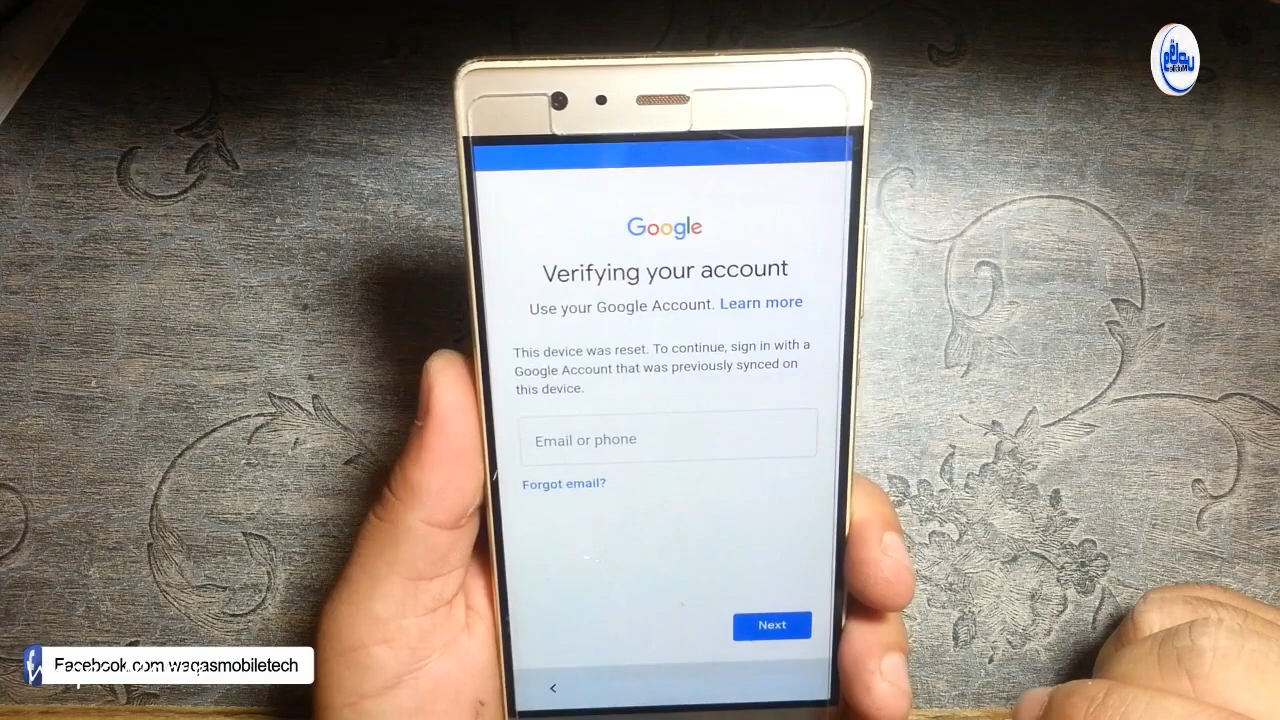 Google
Verifying your account
Use your Google Account. Learn more
This device was reset. To continue, sign in with a
Google Account that was previously synced on
this device.
Email or phone
Forgot email?
Next
Facebook.com waqasmobiletech